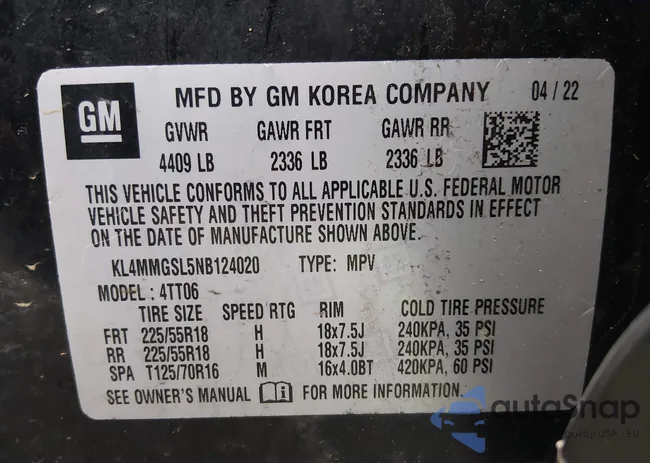 GM
MFD BY GM KOREA COMPANY 04 / 22
GVWR GAWR FRT GAWR RR
4409 LB 2336 LB 2336 LB
THIS VEHICLE CONFORMS TO ALL APPLICABLE U.S. FEDERAL MOTOR
VEHICLE SAFETY AND THEFT PREVENTION STANDARDS IN EFFECT
ON THE DATE OF MANUFACTURE SHOWN ABOVE.
KL4MMGSL5NB124020 TYPE: MPV
MODEL : 4TT06
TIRE SIZE SPEED RTG RIM COLD TIRE PRESSURE
FRT 225/55R18 H 18x7.5J 240KPA, 35 PSI
RR 225/55R18 H 18x7.5J 240KPA, 35 PSI
SPA T125/70R16 M 16x4.0BT 420KPA, 60 PSI
SEE OWNER'S MANUAL FOR MORE INFORMATION.
autoSnap
USA - EU